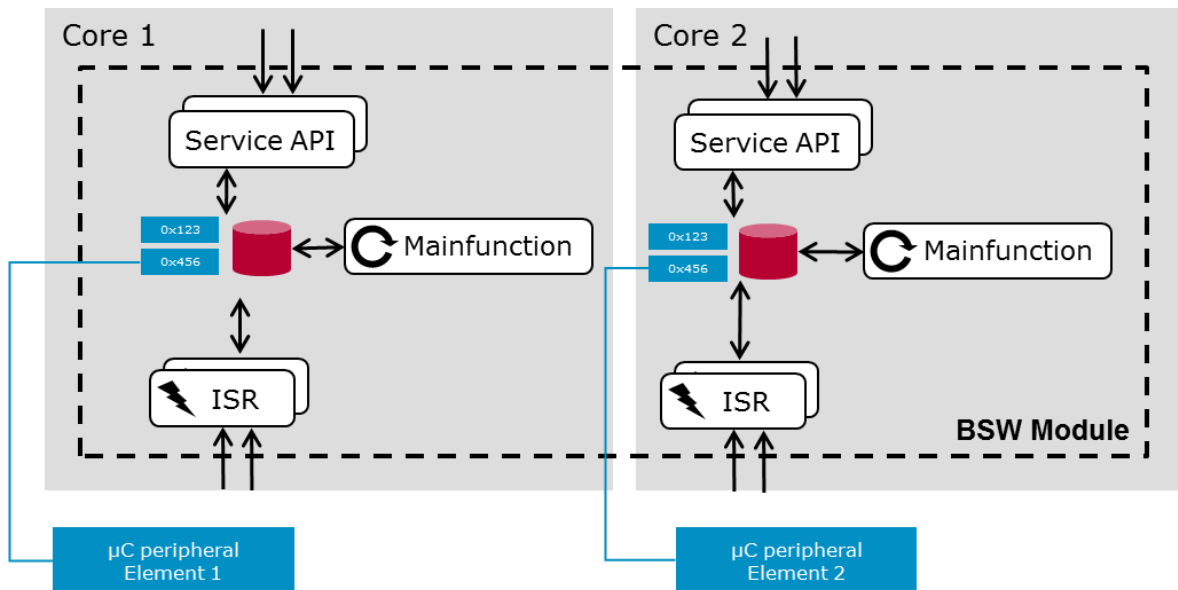 Core 1
Service API
0x123
0x456
Mainfunction
ISR
Core 2
Service API
0x123
0x456
Mainfunction
ISR
BSW Module
µC peripheral
Element 1
µC peripheral
Element 2